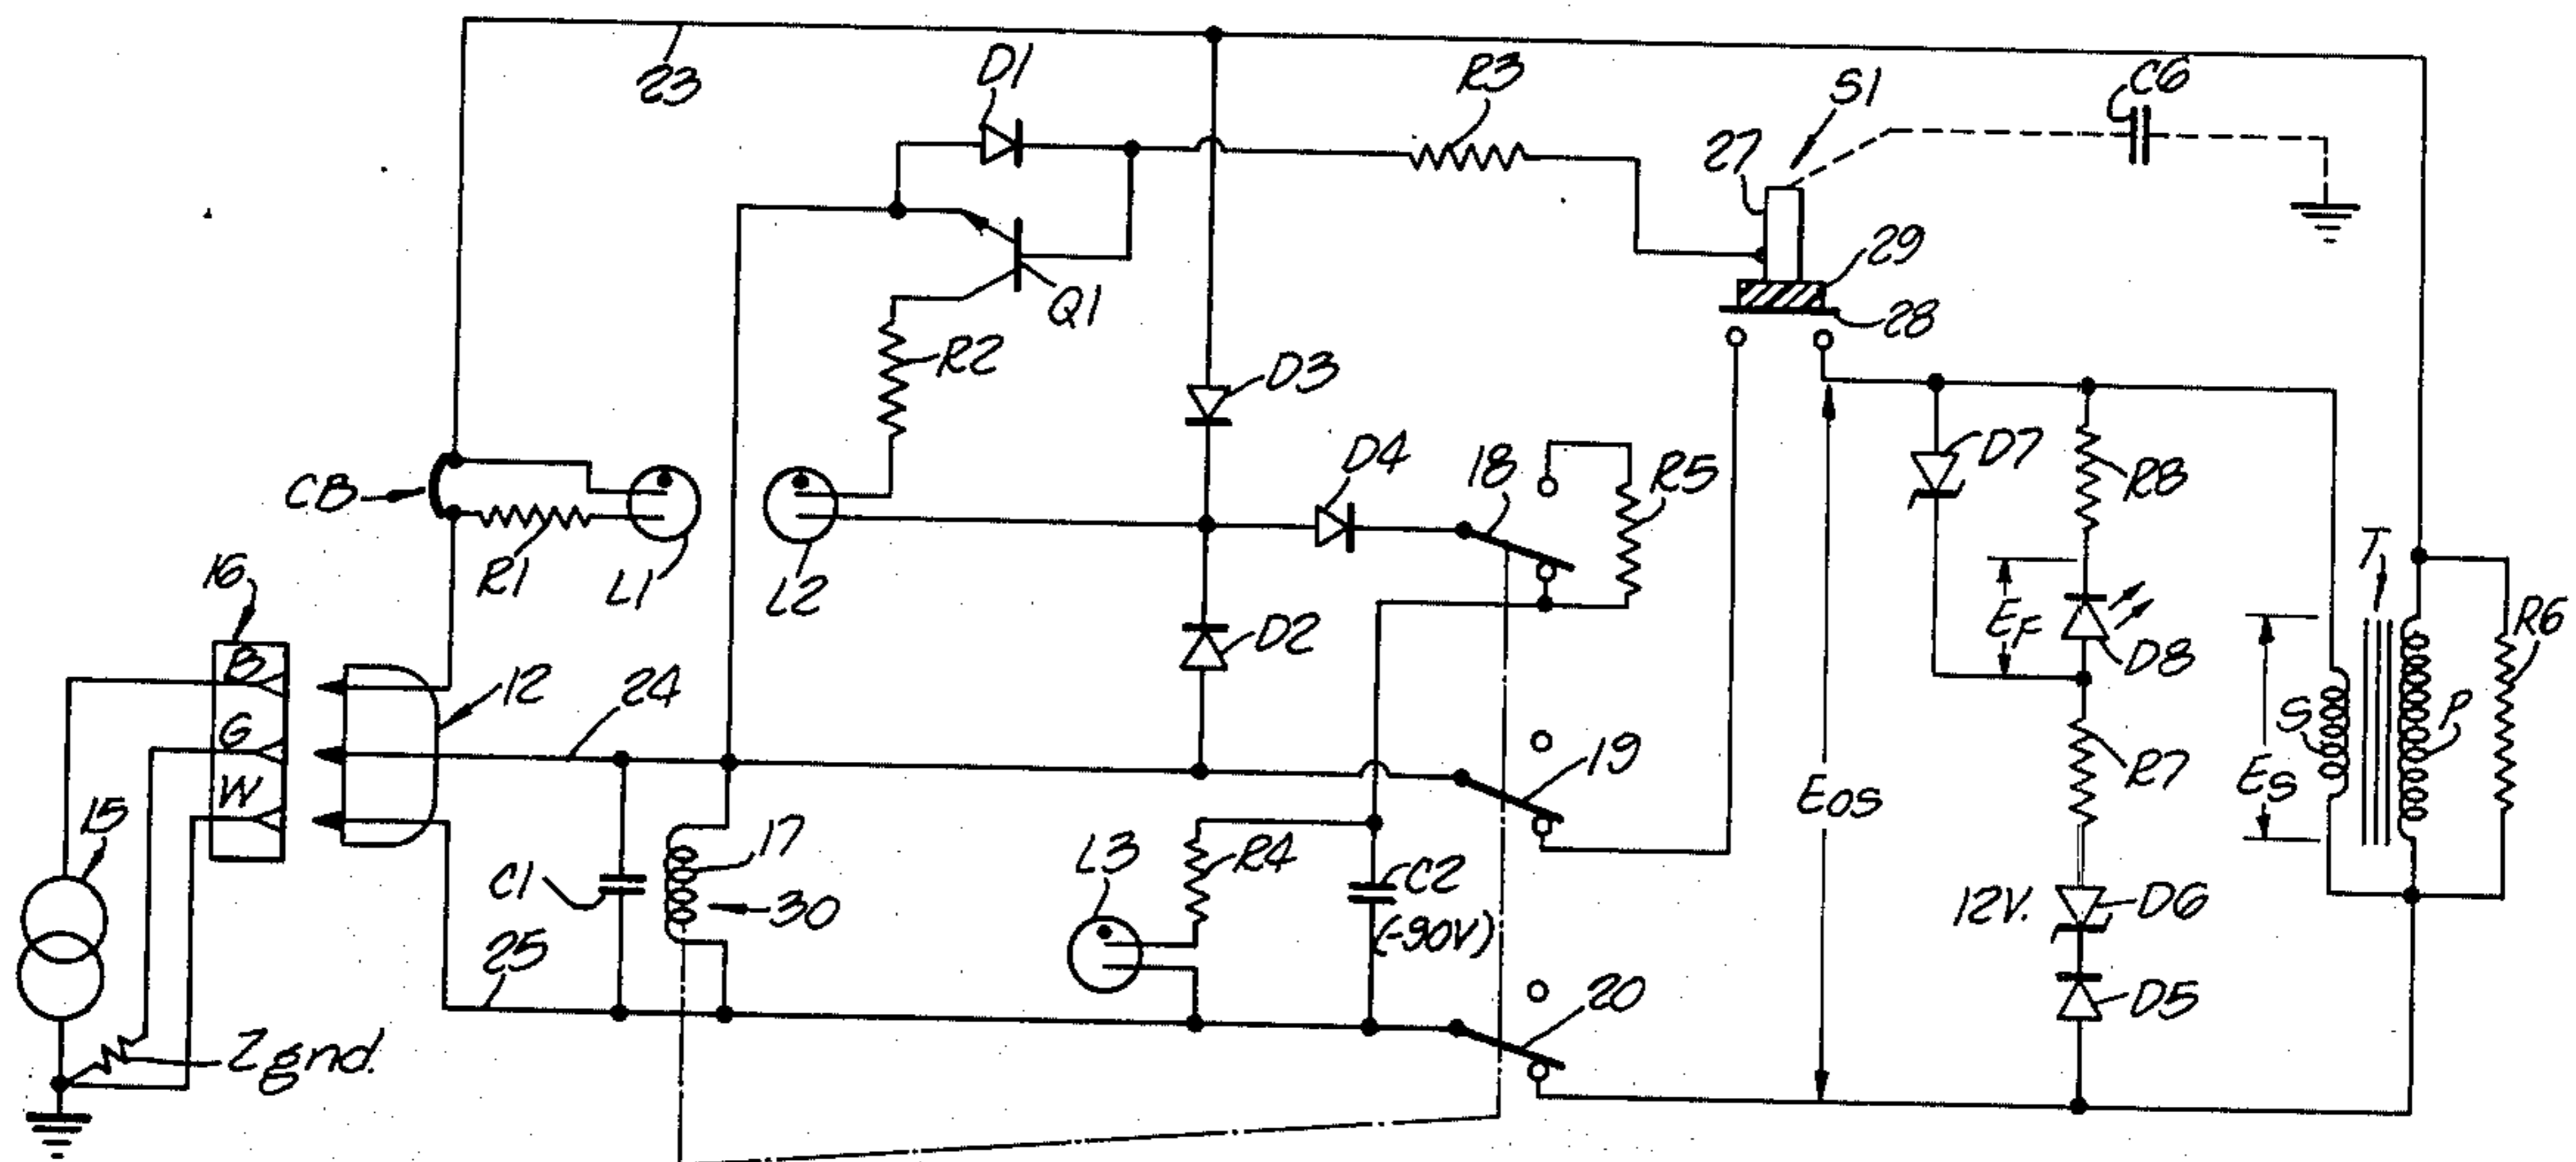 23
D1
R3
S1
C6
27
29
28
Q1
R2
D3
D4
18
R5
D7
R8
CB
R1
L1
L2
16
B
G
W
12
24
D2
EF
D8
T
R6
S
P
ES
19
EOS
R7
15
C1
17
30
L3
R4
C2
(-90V)
12V.
D6
D5
25
20
Zgnd.